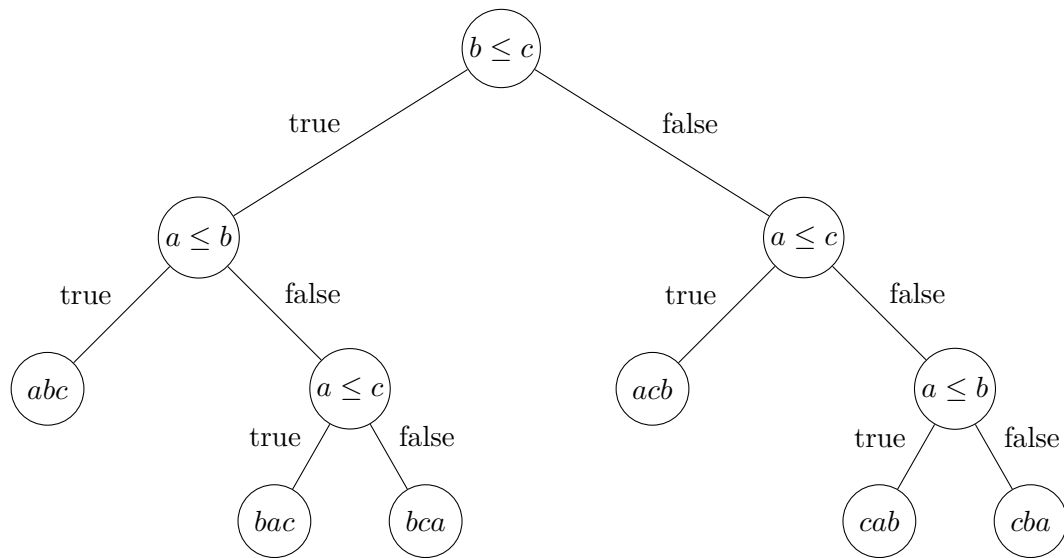 b ≤ c
true false
a ≤ b a ≤ c
true false true false
abc a ≤ c acb a ≤ b
true false true false
bac bca cab cba